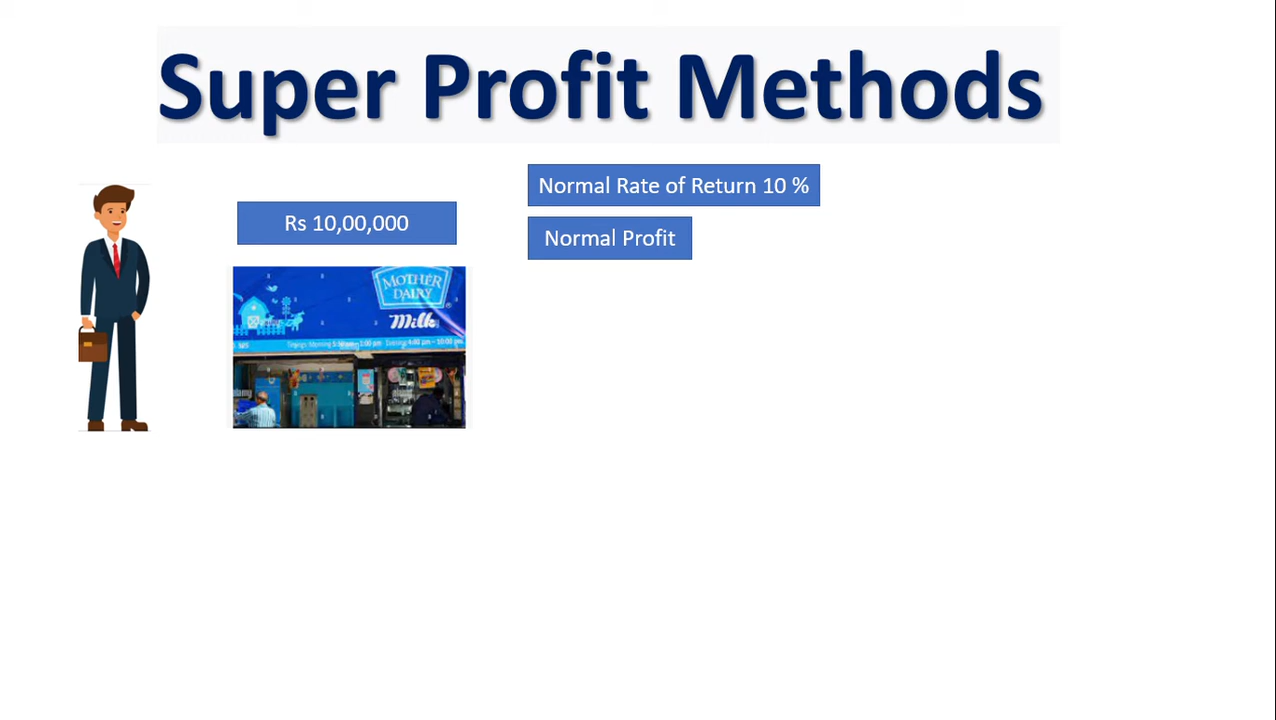 Super Profit Methods
Normal Rate of Return 10 %
Rs 10,00,000
Normal Profit
MOTHER
DAIRY
Milk